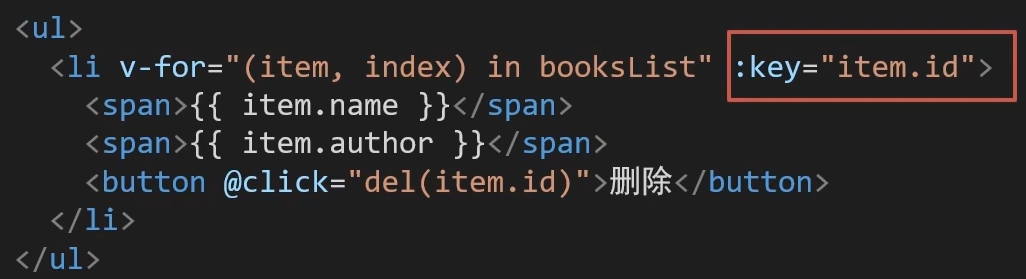 <ul>
<li v-for="(item, index) in booksList" :key="item.id">
<span>{{ item.name }}</span>
<span>{{ item.author }}</span>
<button @click="del(item.id)">删除</button>
</li>
</ul>